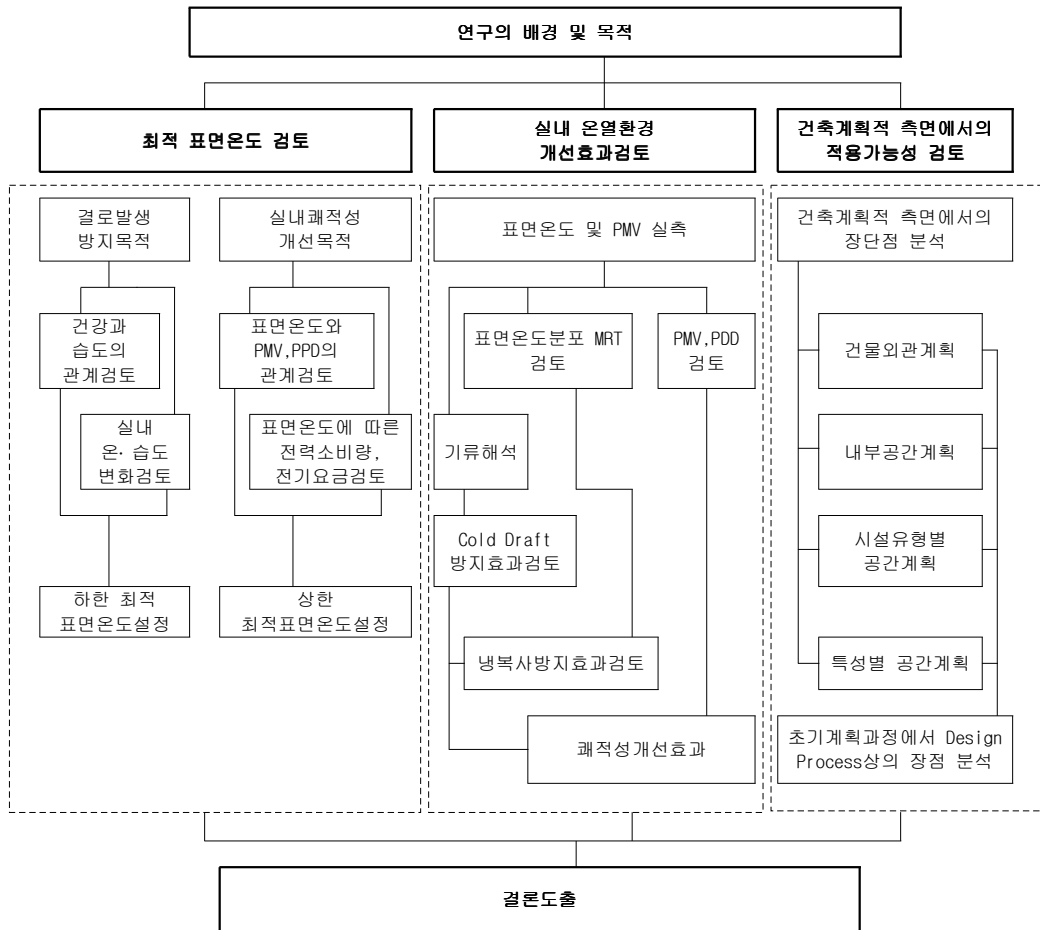 연구의 배경 및 목적
최적 표면온도 검토
실내 온열환경
개선효과검토
건축계획적 측면에서의
적용가능성 검토
결로발생
방지목적
실내쾌적성
개선목적
건강과
습도의
관계검토
표면온도와
PMV,PPD의
관계검토
실내
온·습도
변화검토
표면온도에 따른
전력소비량,
전기요금검토
하한 최적
표면온도설정
상한
최적표면온도설정
표면온도 및 PMV 실측
표면온도분포 MRT
검토
PMV,PDD
검토
기류해석
Cold Draft
방지효과검토
냉복사방지효과검토
쾌적성개선효과
건축계획적 측면에서의
장단점 분석
건물외관계획
내부공간계획
시설유형별
공간계획
특성별 공간계획
초기계획과정에서 Design
Process상의 장점 분석
결론도출